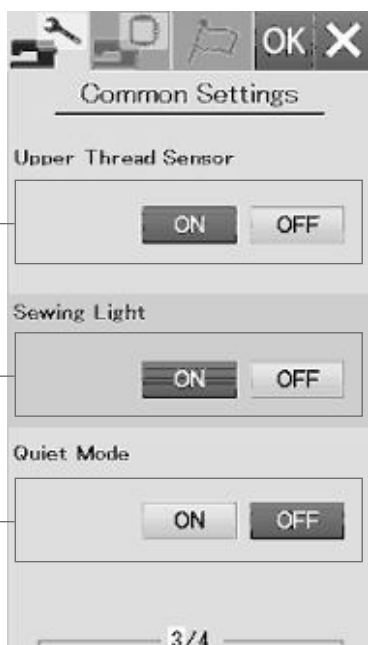 OK
Common Settings
Upper Thread Sensor
ON OFF
Sewing Light
ON OFF
Quiet Mode
ON OFF
3/4